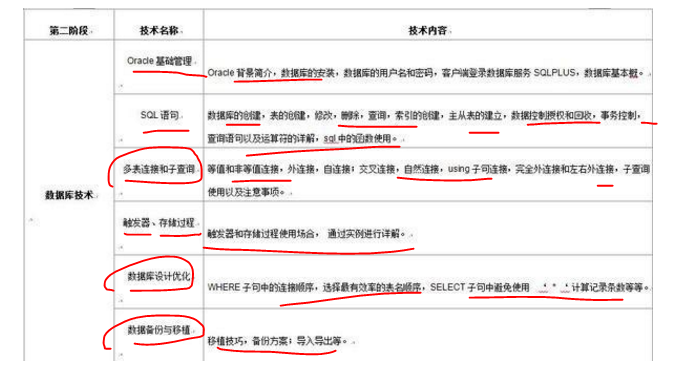 第二阶段 技术名称 技术内容
Oracle 基础管理
Oracle 背景简介，数据库的安装，数据库的用户名和密码，客户端登录数据库服务 SQLPLUS，数据库基本概。
SQL 语句
数据库的创建，表的创建，修改，删除，查询，索引的创建，主从表的建立，数据控制授权和回收，事务控制，
查询语句以及运算符的详解，sql 中的函数使用。
数据库技术
多表连接和子查询
等值和非等值连接，外连接，自连接；交叉连接，自然连接，using 子句连接，完全外连接和左右外连接，子查询
使用以及注意事项。
触发器、存储过程
触发器和存储过程使用场合， 通过实例进行详解。
数据库设计优化
WHERE 子句中的连接顺序，选择最有效率的表名顺序，SELECT 子句中避免使用 ‘ * ‘ 计算记录条数等等。
数据备份与移植
移植技巧，备份方案；导入导出等。